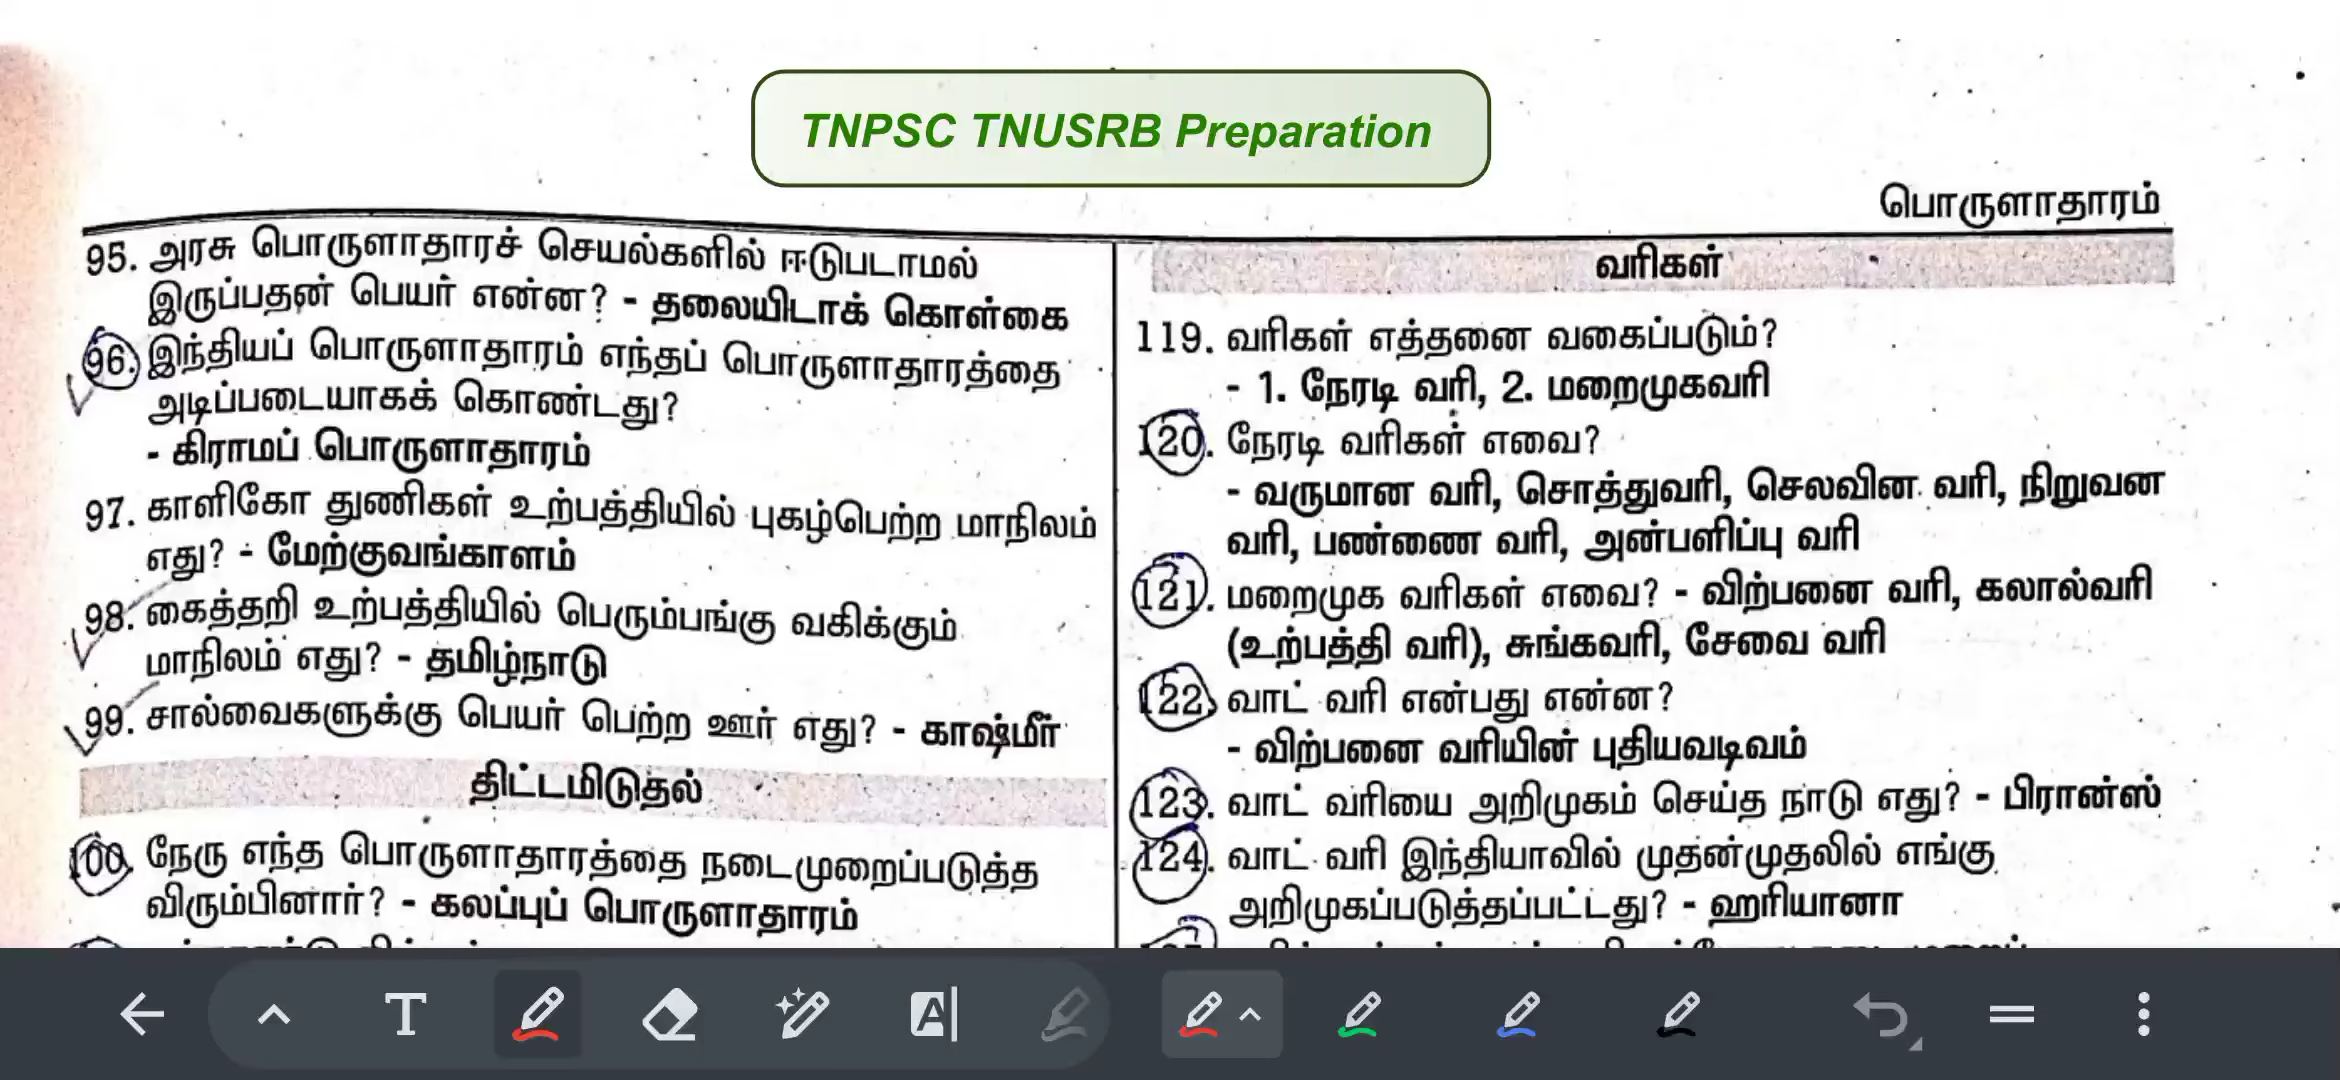 TNPSC TNUSRB Preparation
பொருளாதாரம்
95. அரசு பொருளாதாரச் செயல்களில் ஈடுபடாமல்
இருப்பதன் பெயர் என்ன? - தலையிடாக் கொள்கை
96. இந்தியப் பொருளாதாரம் எந்தப் பொருளாதாரத்தை
அடிப்படையாகக் கொண்டது?
- கிராமப் பொருளாதாரம்
97. காளிகோ துணிகள் உற்பத்தியில் புகழ்பெற்ற மாநிலம்
எது? - மேற்குவங்காளம்
98. கைத்தறி உற்பத்தியில் பெரும்பங்கு வகிக்கும்
மாநிலம் எது? - தமிழ்நாடு
99. சால்வைகளுக்கு பெயர் பெற்ற ஊர் எது? - காஷ்மீர்
திட்டமிடுதல்
100. நேரு எந்த பொருளாதாரத்தை நடைமுறைப்படுத்த
விரும்பினார்? - கலப்புப் பொருளாதாரம்
வரிகள்
119. வரிகள் எத்தனை வகைப்படும்?
- 1. நேரடி வரி, 2. மறைமுகவரி
120. நேரடி வரிகள் எவை?
- வருமான வரி, சொத்துவரி, செலவின வரி, நிறுவன
வரி, பண்ணை வரி, அன்பளிப்பு வரி
121. மறைமுக வரிகள் எவை? - விற்பனை வரி, கலால்வரி
(உற்பத்தி வரி), சுங்கவரி, சேவை வரி
122. வாட் வரி என்பது என்ன?
- விற்பனை வரியின் புதியவடிவம்
123. வாட் வரியை அறிமுகம் செய்த நாடு எது? - பிரான்ஸ்
124. வாட் வரி இந்தியாவில் முதன்முதலில் எங்கு
அறிமுகப்படுத்தப்பட்டது? - ஹரியானா
T
A